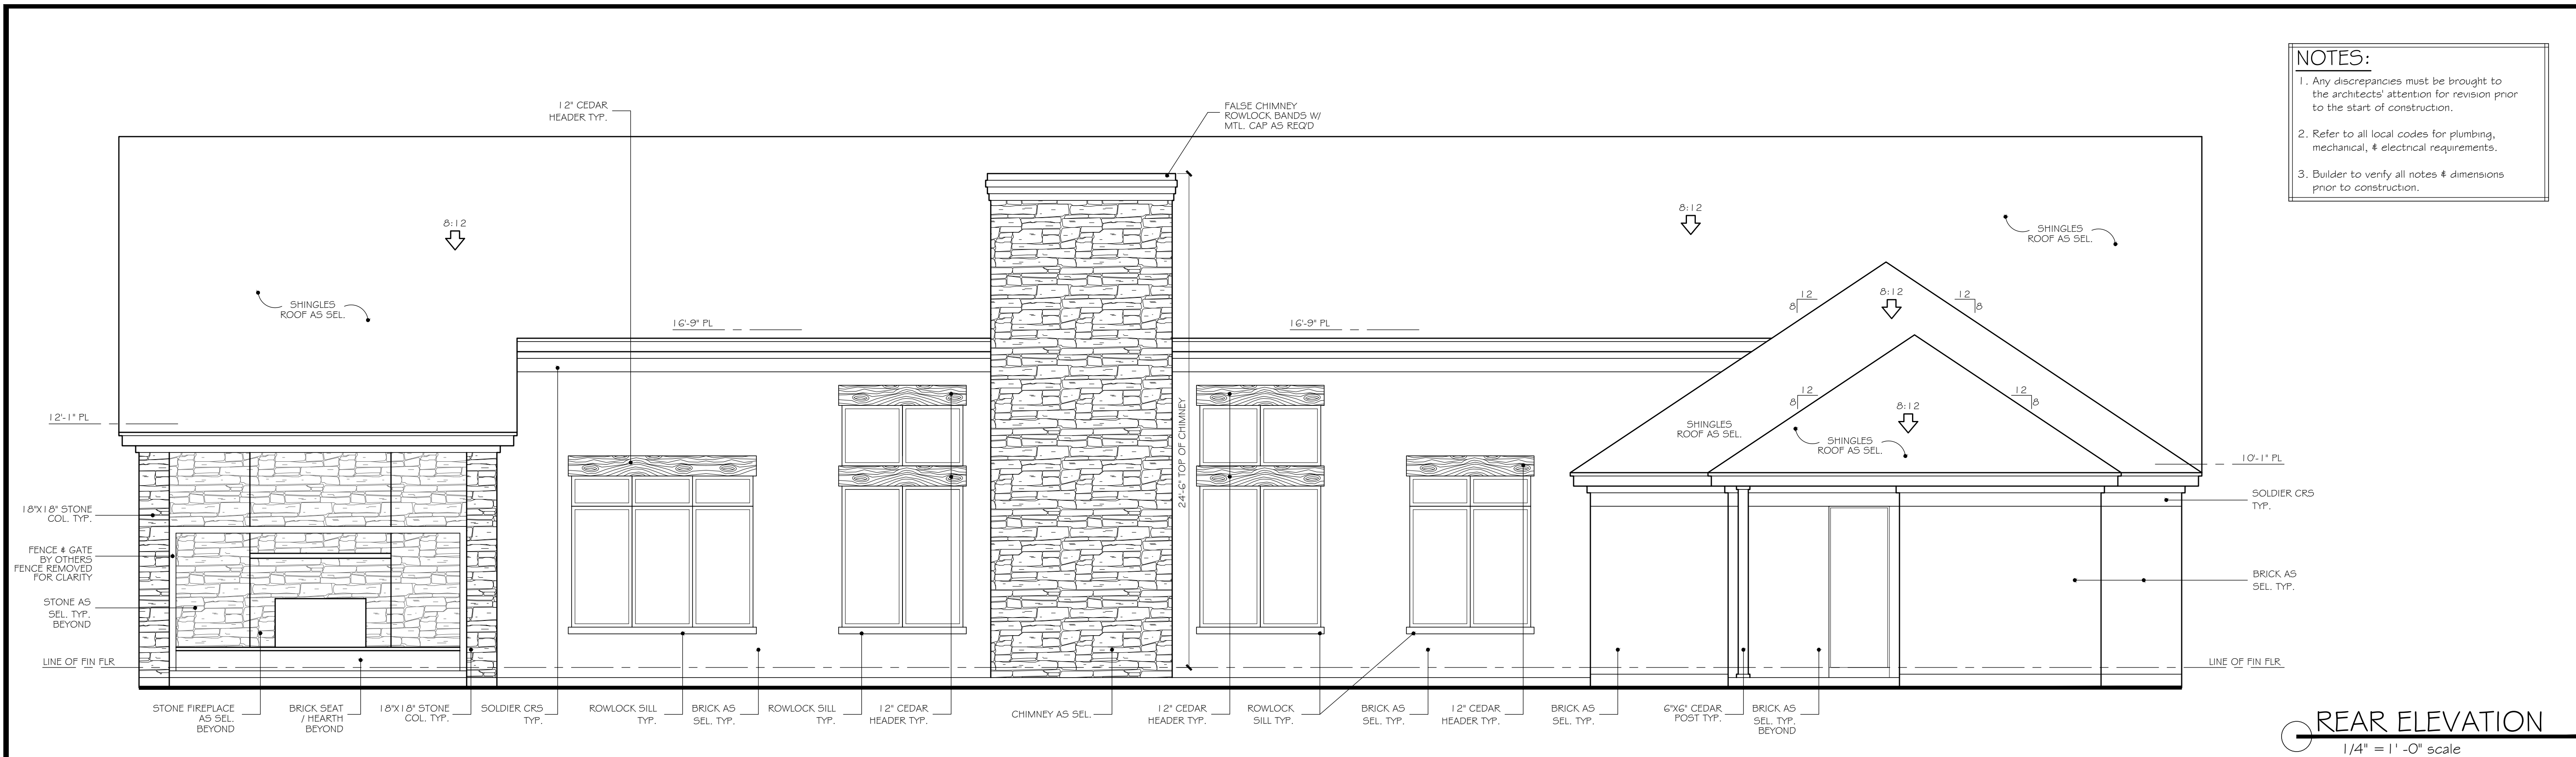 NOTES:
1. Any discrepancies must be brought to
the architects' attention for revision prior
to the start of construction.
2. Refer to all local codes for plumbing,
mechanical, & electrical requirements.
3. Builder to verify all notes & dimensions
prior to construction.
12" CEDAR
HEADER TYP.
FALSE CHIMNEY
ROWLOCK BANDS W/
MTL. CAP AS REQ'D
8:12
8:12
SHINGLES
ROOF AS SEL.
SHINGLES
ROOF AS SEL.
16'-9" PL
16'-9" PL
12
8
8:12
12
8
12'-1" PL
24'-6" TOP OF CHIMNEY
12
8
8:12
12
8
SHINGLES
ROOF AS SEL.
SHINGLES
ROOF AS SEL.
10'-1" PL
18"X18" STONE
COL. TYP.
FENCE & GATE
BY OTHERS
FENCE REMOVED
FOR CLARITY
STONE AS
SEL. TYP.
BEYOND
LINE OF FIN FLR
SOLDIER CRS
TYP.
BRICK AS
SEL. TYP.
LINE OF FIN FLR
STONE FIREPLACE
AS SEL.
BEYOND
BRICK SEAT
/ HEARTH
BEYOND
18"X18" STONE
COL. TYP.
SOLDIER CRS
TYP.
ROWLOCK SILL
TYP.
BRICK AS
SEL. TYP.
ROWLOCK SILL
TYP.
12" CEDAR
HEADER TYP.
CHIMNEY AS SEL.
12" CEDAR
HEADER TYP.
ROWLOCK
SILL TYP.
BRICK AS
SEL. TYP.
12" CEDAR
HEADER TYP.
BRICK AS
SEL. TYP.
6"X6" CEDAR
POST TYP.
BRICK AS
SEL. TYP.
BEYOND
REAR ELEVATION
1/4" = 1' -0" scale